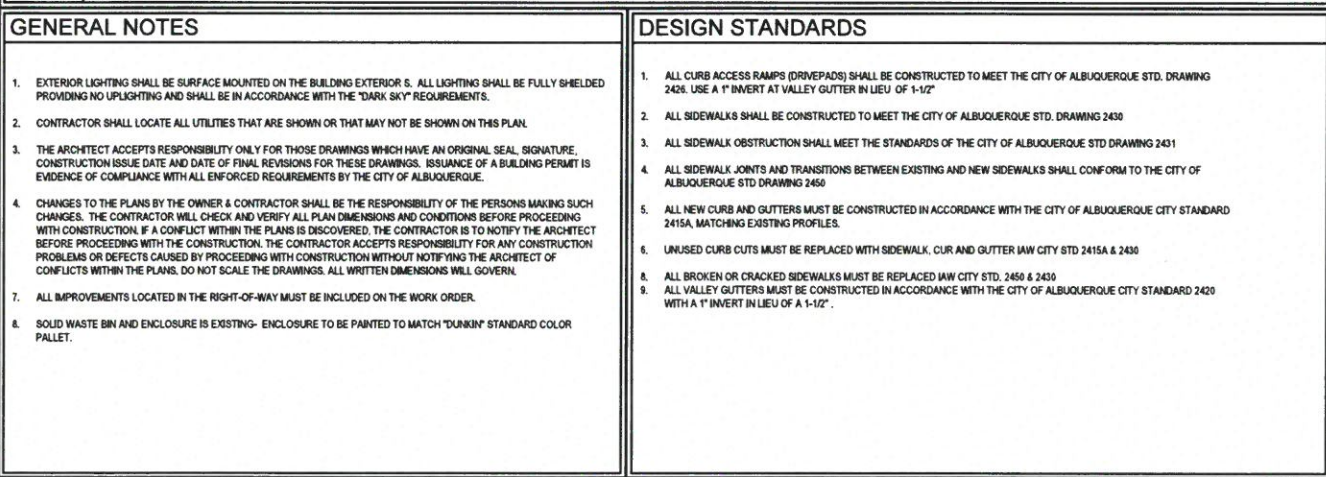 GENERAL NOTES
1. EXTERIOR LIGHTING SHALL BE SURFACE MOUNTED ON THE BUILDING EXTERIOR S. ALL LIGHTING SHALL BE FULLY SHIELDED
PROVIDING NO UPLIGHTING AND SHALL BE IN ACCORDANCE WITH THE "DARK SKY" REQUIREMENTS.
2. CONTRACTOR SHALL LOCATE ALL UTILITIES THAT ARE SHOWN OR THAT MAY NOT BE SHOWN ON THIS PLAN.
3. THE ARCHITECT ACCEPTS RESPONSIBILITY ONLY FOR THOSE DRAWINGS WHICH HAVE AN ORIGINAL SEAL, SIGNATURE,
CONSTRUCTION ISSUE DATE AND DATE OF FINAL REVISIONS FOR THESE DRAWINGS. ISSUANCE OF A BUILDING PERMIT IS
EVIDENCE OF COMPLIANCE WITH ALL ENFORCED REQUIREMENTS BY THE CITY OF ALBUQUERQUE.
4. CHANGES TO THE PLANS BY THE OWNER & CONTRACTOR SHALL BE THE RESPONSIBILITY OF THE PERSONS MAKING SUCH
CHANGES. THE CONTRACTOR WILL CHECK AND VERIFY ALL PLAN DIMENSIONS AND CONDITIONS BEFORE PROCEEDING
WITH CONSTRUCTION. IF A CONFLICT WITHIN THE PLANS IS DISCOVERED, THE CONTRACTOR IS TO NOTIFY THE ARCHITECT
BEFORE PROCEEDING WITH THE CONSTRUCTION. THE CONTRACTOR ACCEPTS RESPONSIBILITY FOR ANY CONSTRUCTION
PROBLEMS OR DEFECTS CAUSED BY PROCEEDING WITH CONSTRUCTION WITHOUT NOTIFYING THE ARCHITECT OF
CONFLICTS WITHIN THE PLANS. DO NOT SCALE THE DRAWINGS. ALL WRITTEN DIMENSIONS WILL GOVERN.
7. ALL IMPROVEMENTS LOCATED IN THE RIGHT-OF-WAY MUST BE INCLUDED ON THE WORK ORDER.
8. SOLID WASTE BIN AND ENCLOSURE IS EXISTING- ENCLOSURE TO BE PAINTED TO MATCH "DUNKIN" STANDARD COLOR
PALLET.
DESIGN STANDARDS
1. ALL CURB ACCESS RAMPS (DRIVEPADS) SHALL BE CONSTRUCTED TO MEET THE CITY OF ALBUQUERQUE STD. DRAWING
2426. USE A 1" INVERT AT VALLEY GUTTER IN LIEU OF 1-1/2"
2. ALL SIDEWALKS SHALL BE CONSTRUCTED TO MEET THE CITY OF ALBUQUERQUE STD. DRAWING 2430
3. ALL SIDEWALK OBSTRUCTION SHALL MEET THE STANDARDS OF THE CITY OF ALBUQUERQUE STD DRAWING 2431
4. ALL SIDEWALK JOINTS AND TRANSITIONS BETWEEN EXISTING AND NEW SIDEWALKS SHALL CONFORM TO THE CITY OF
ALBUQUERQUE STD DRAWING 2450
5. ALL NEW CURB AND GUTTERS MUST BE CONSTRUCTED IN ACCORDANCE WITH THE CITY OF ALBUQUERQUE CITY STANDARD
2415A, MATCHING EXISTING PROFILES.
6. UNUSED CURB CUTS MUST BE REPLACED WITH SIDEWALK, CUR AND GUTTER IAW CITY STD 2415A & 2430
8. ALL BROKEN OR CRACKED SIDEWALKS MUST BE REPLACED IAW CITY STD. 2450 & 2430
9. ALL VALLEY GUTTERS MUST BE CONSTRUCTED IN ACCORDANCE WITH THE CITY OF ALBUQUERQUE CITY STANDARD 2420
WITH A 1" INVERT IN LIEU OF A 1-1/2" .